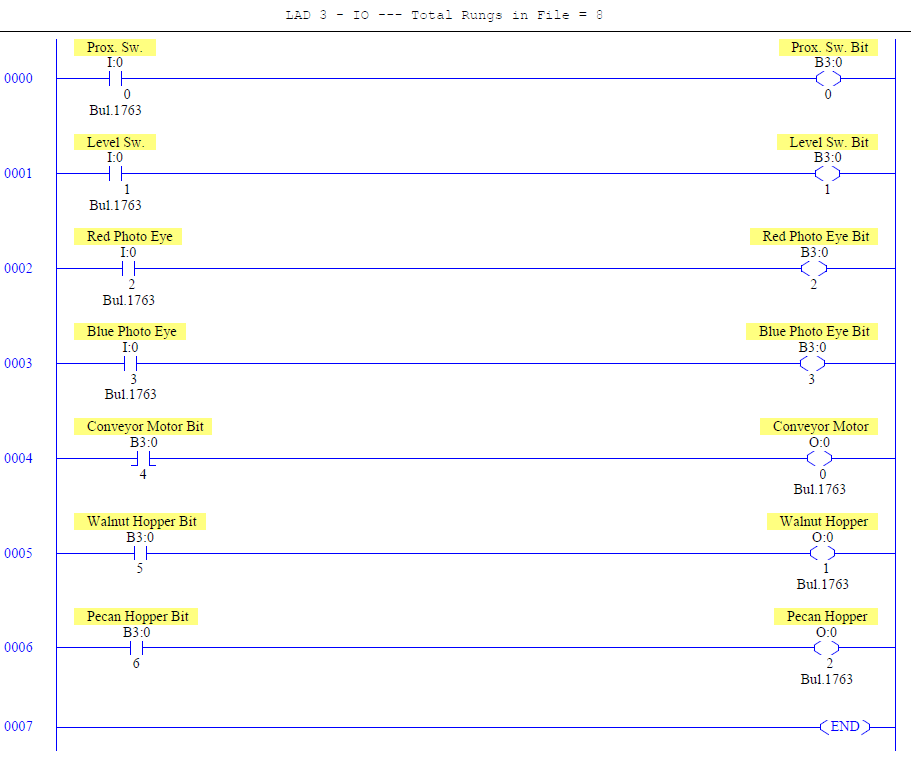 LAD 3 - IO --- Total Rungs in File = 8
Prox. Sw. Prox. Sw. Bit
I:0 B3:0
0000
0 0
Bul.1763
Level Sw. Level Sw. Bit
I:0 B3:0
0001
1 1
Bul.1763
Red Photo Eye Red Photo Eye Bit
I:0 B3:0
0002
2 2
Bul.1763
Blue Photo Eye Blue Photo Eye Bit
I:0 B3:0
0003
3 3
Bul.1763
Conveyor Motor Bit Conveyor Motor
B3:0 O:0
0004
4 0
Bul.1763
Walnut Hopper Bit Walnut Hopper
B3:0 O:0
0005
5 1
Bul.1763
Pecan Hopper Bit Pecan Hopper
B3:0 O:0
0006
6 2
Bul.1763
0007 END